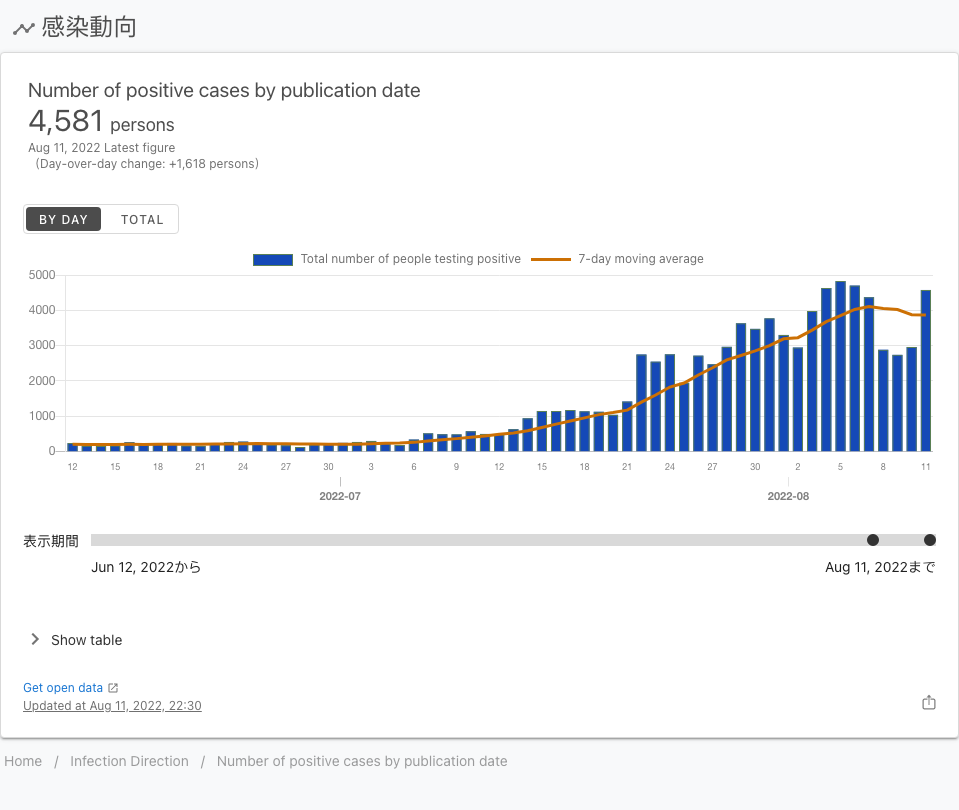 感染動向
Number of positive cases by publication date
4,581 persons
Aug 11, 2022 Latest figure
(Day-over-day change: +1,618 persons)
BY DAY TOTAL
Total number of people testing positive 7-day moving average
5000
4000
3000
2000
1000
0
12 15 18 21 24 27 30 3 6 9 12 15 18 21 24 27 30 2 5 8 11
2022-07 2022-08
表示期間
Jun 12, 2022から Aug 11, 2022まで
Show table
Get open data
Updated at Aug 11, 2022, 22:30
Home / Infection Direction / Number of positive cases by publication date